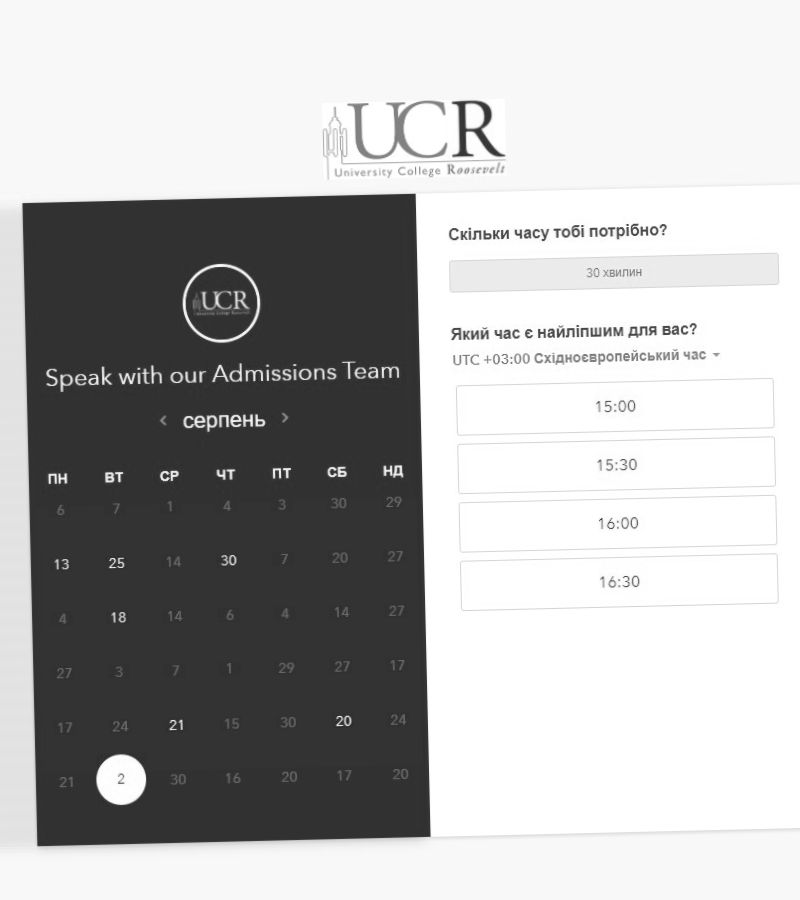 UCR
University College Roosevelt
UCR
University College Roosevelt
Speak with our Admissions Team
серпень
ПН ВТ СР ЧТ ПТ СБ НД
6 7 1 4 3 30 29
13 25 14 30 7 20 27
4 18 14 6 4 14 27
27 3 7 1 29 27 17
17 24 21 15 30 20 24
21 2 30 16 20 17 20
Скільки часу тобі потрібно?
30 хвилин
Який час є найліпшим для вас?
UTC +03:00 Східноєвропейський час
15:00
15:30
16:00
16:30